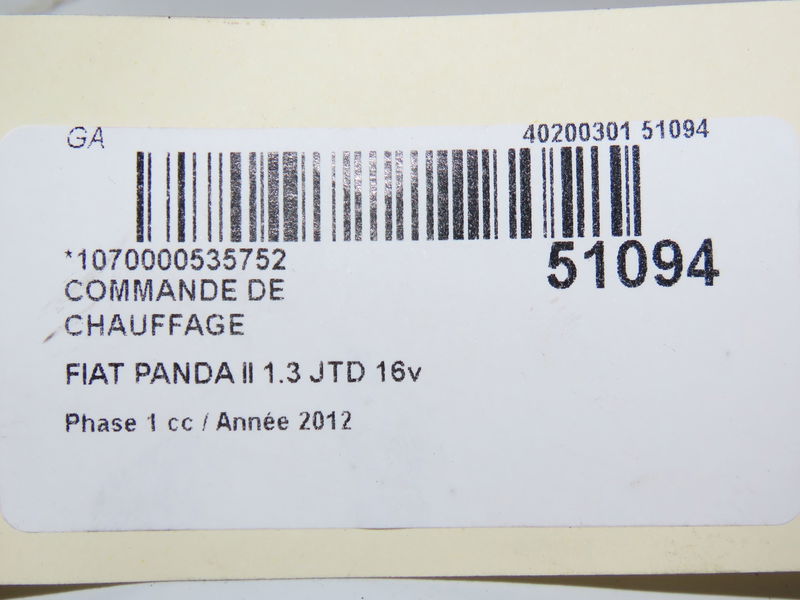 GA
40200301 51094
*1070000535752
51094
COMMANDE DE
CHAUFFAGE
FIAT PANDA II 1.3 JTD 16v
Phase 1 cc / Année 2012